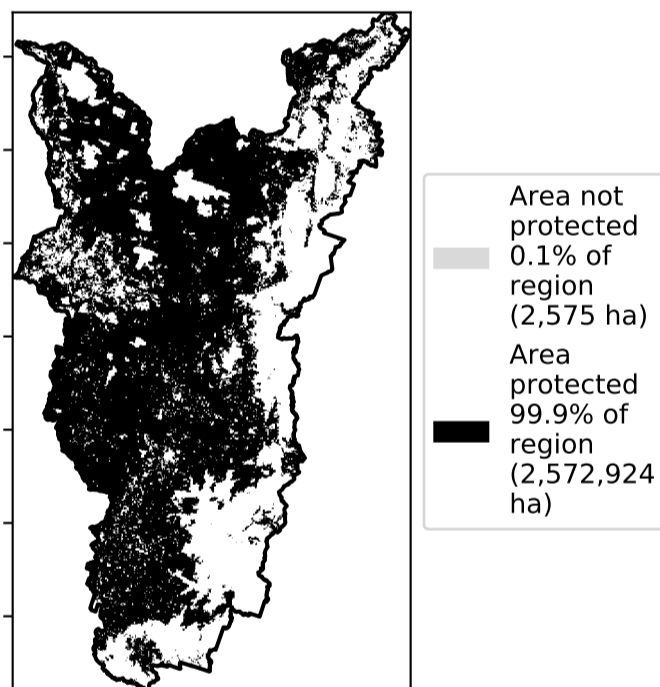 Area not
protected
0.1% of
region
(2,575 ha)
Area
protected
99.9% of
region
(2,572,924
ha)